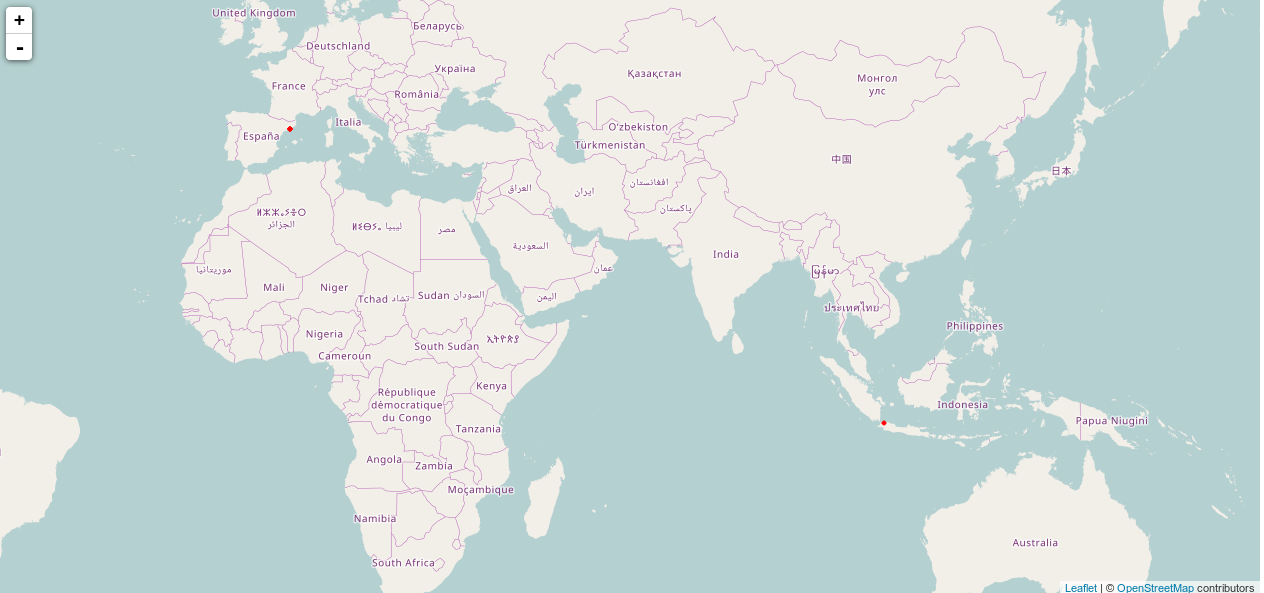 +
-
United Kingdom
Беларусь
Deutschland
Україна
France
România
Қазақстан
Монгол
улс
Italia
España
O'zbekiston
Türkmenistan
中国
日本
العراق
ایران
افغانستان
پاکستان
ⵍⵣⵣⴰⵢⴻⵔ
الجزائر
ليبيا
مصر
السعودية
عمان
اليمن
India
မြန်မာ
ประเทศไทย
موريتانيا
Mali
Niger
Tchad تشاد
Sudan السودان
Nigeria
Cameroun
South Sudan
ኢትዮጵያ
Philippines
République
démocratique
du Congo
Kenya
Tanzania
Indonesia
Papua Niugini
Angola
Zambia
Moçambique
Namibia
South Africa
Australia
Leaflet | © OpenStreetMap contributors